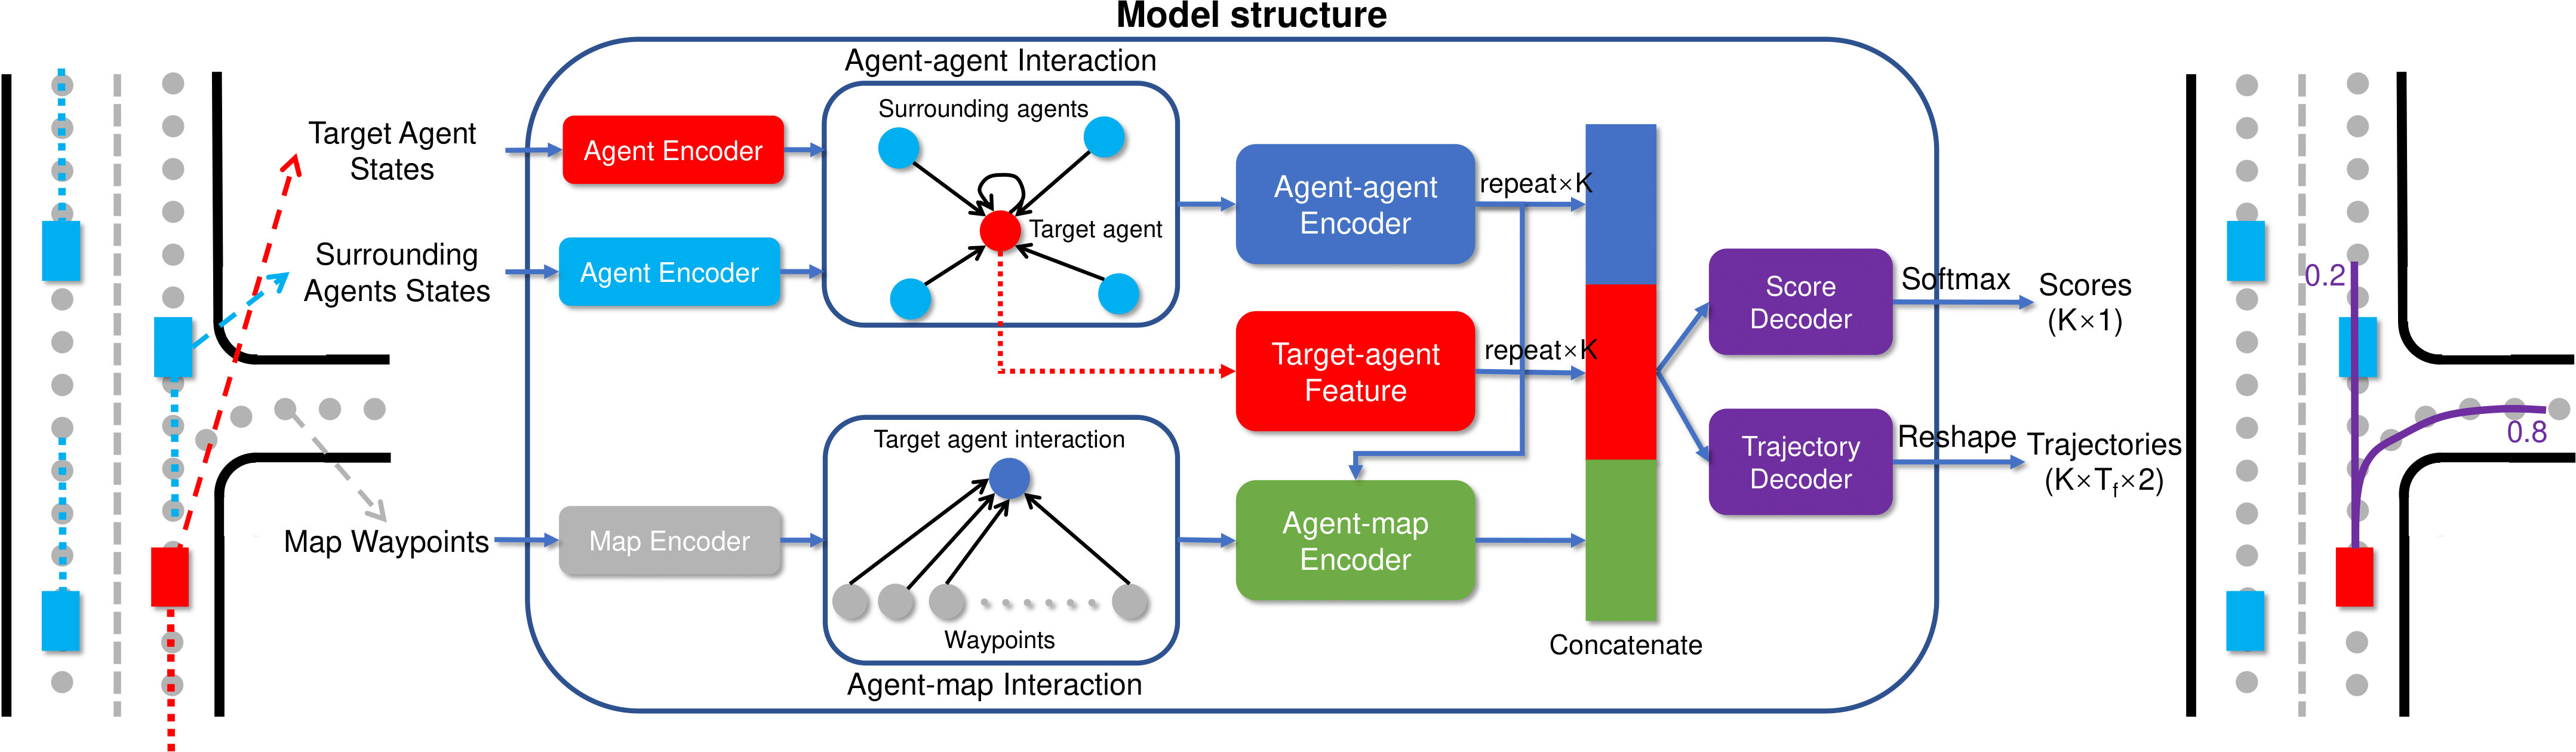 Model structure
Target Agent
States
Surrounding
Agents States
Map Waypoints
Agent Encoder
Agent Encoder
Map Encoder
Agent-agent Interaction
Surrounding agents
Target agent
Target agent interaction
Waypoints
Agent-map Interaction
Agent-agent
Encoder
Target-agent
Feature
Agent-map
Encoder
repeat×K
repeat×K
Concatenate
Score
Decoder
Trajectory
Decoder
Softmax
Reshape
Scores
(K×1)
Trajectories
(K×Tf×2)
0.2
0.8